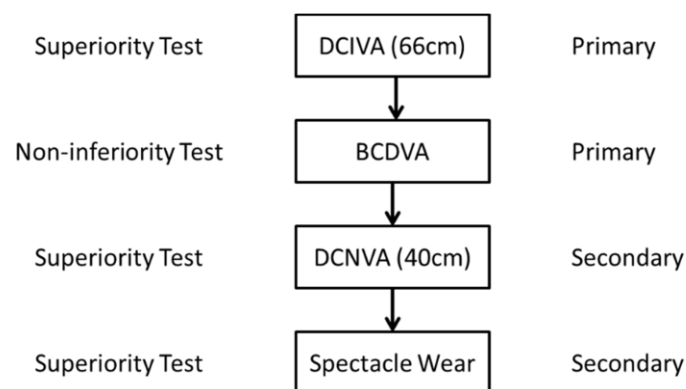 Superiority Test DCIVA (66cm) Primary
Non-inferiority Test BCDVA Primary
Superiority Test DCNVA (40cm) Secondary
Superiority Test Spectacle Wear Secondary